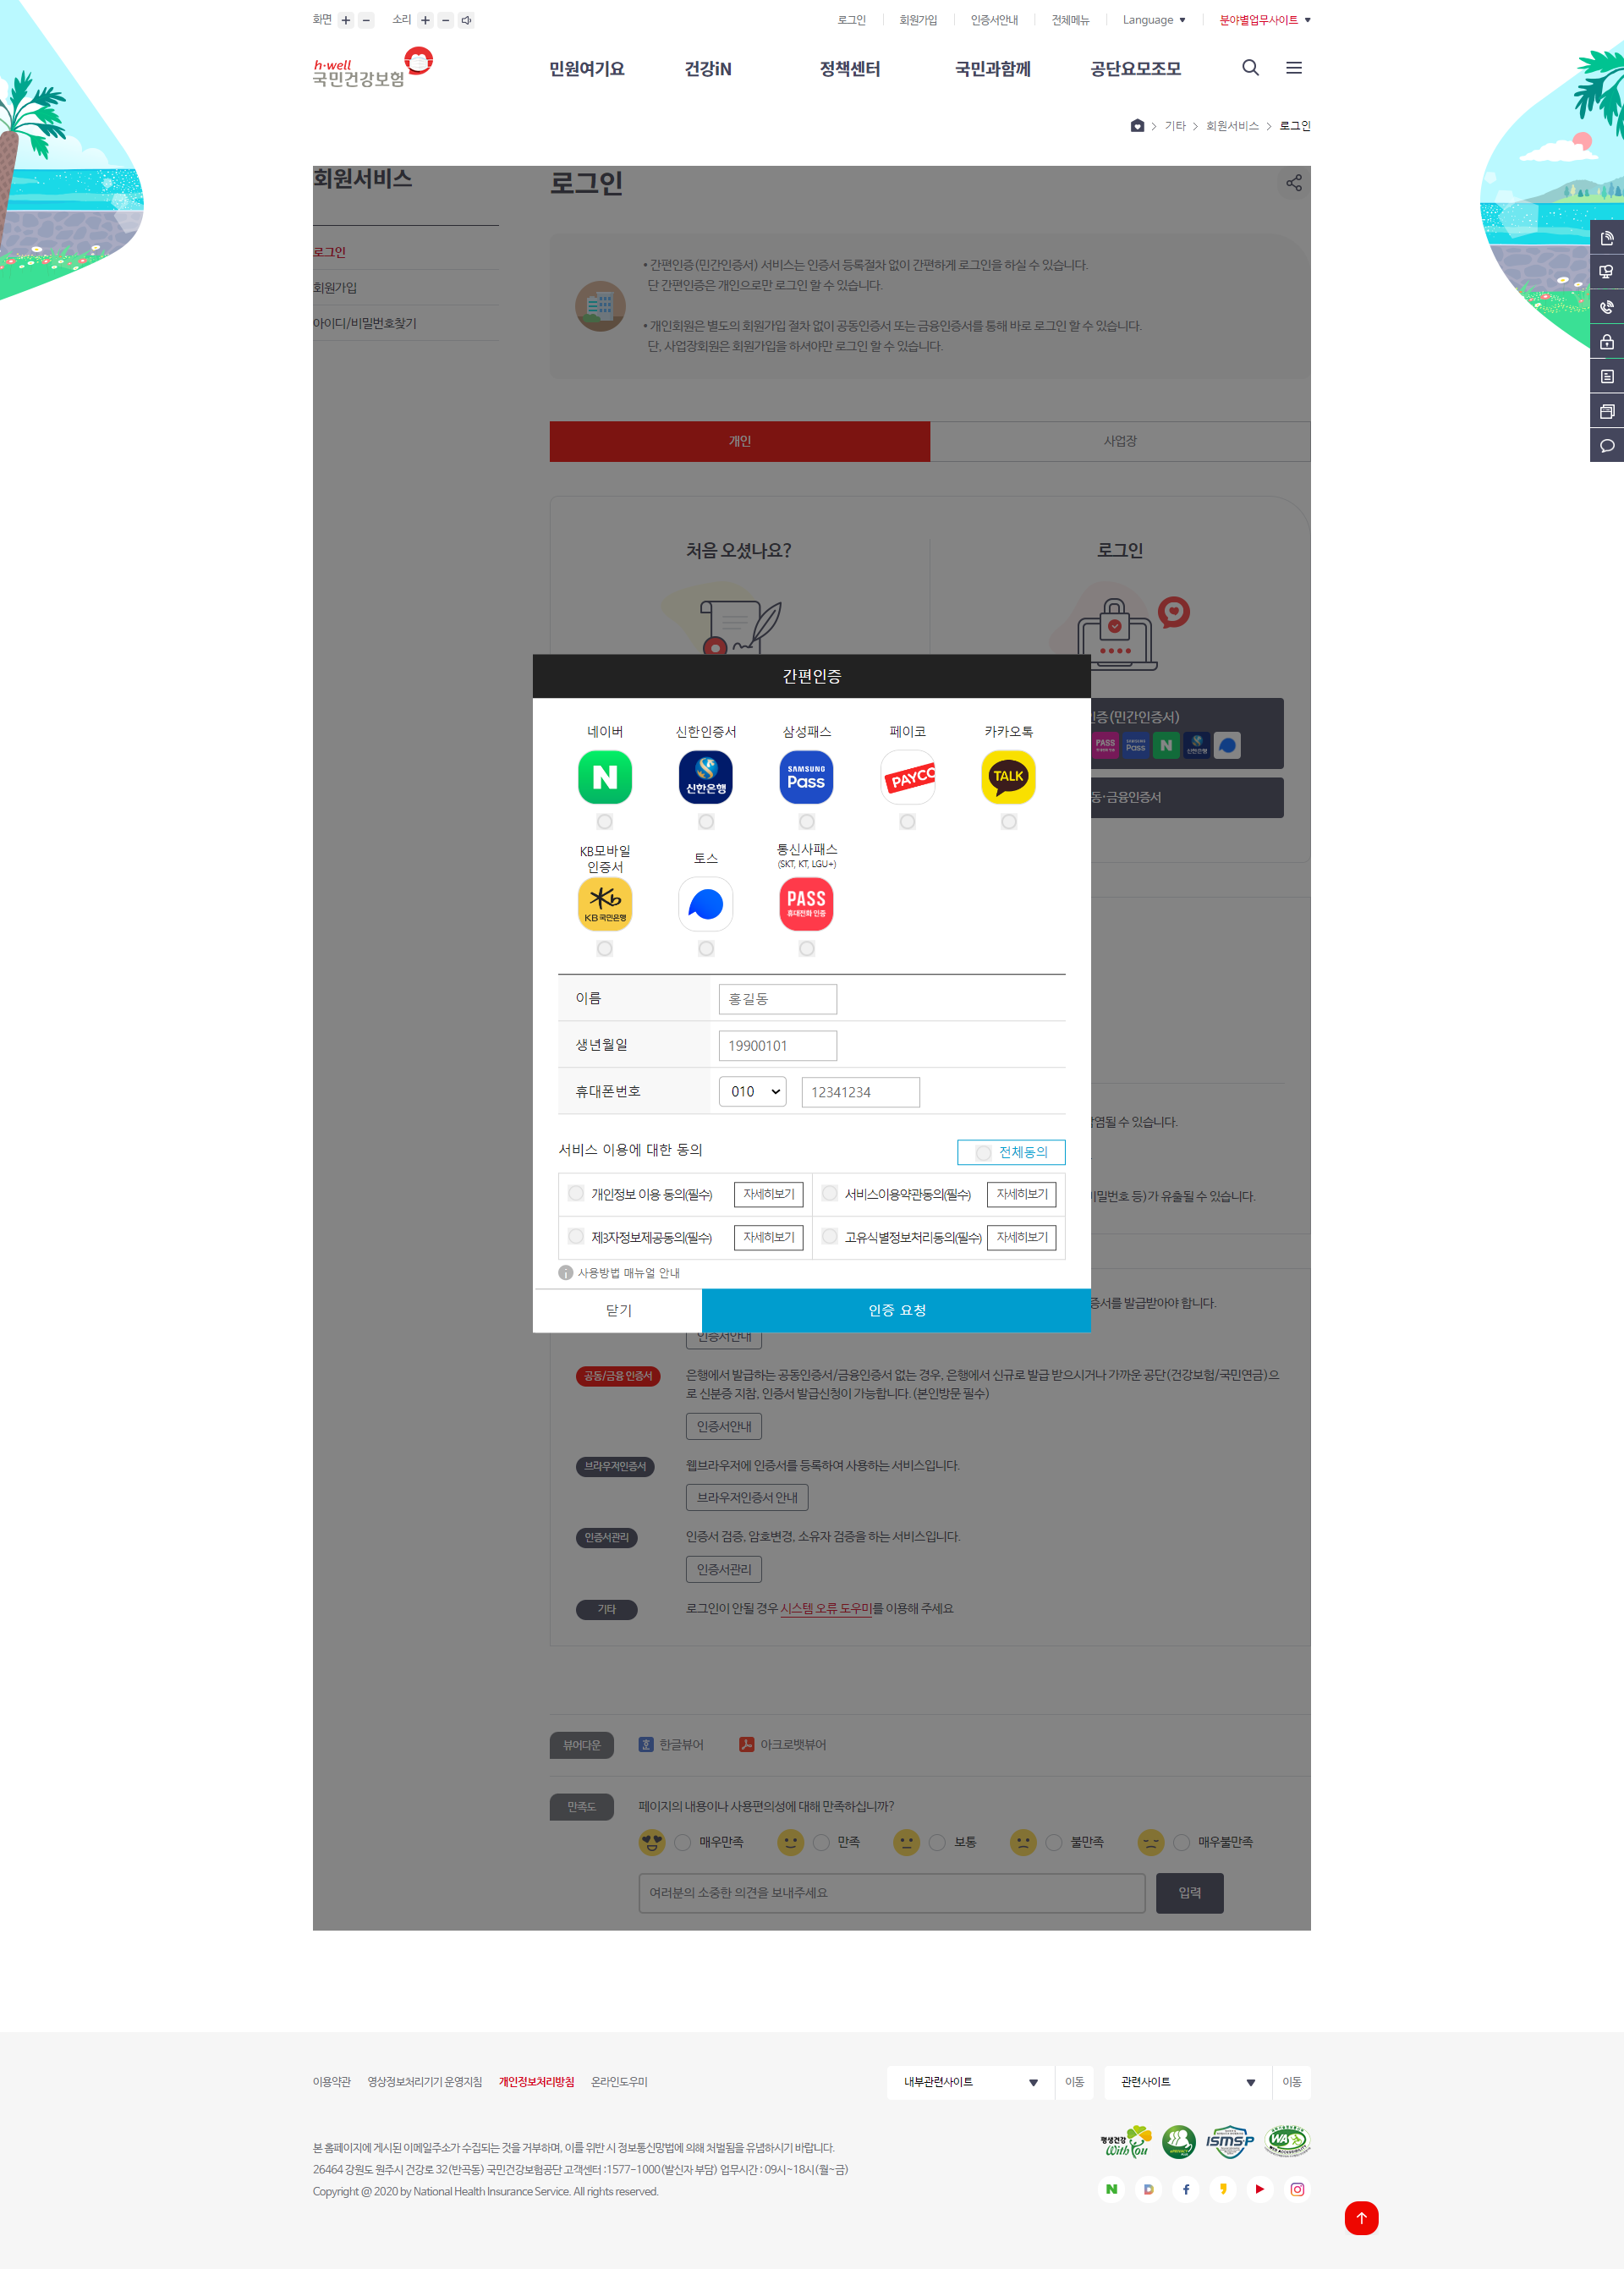 화면 + − 소리 + −
로그인 회원가입 인증서안내 전체메뉴 Language ▼ 분야별업무사이트 ▼
h·well
국민건강보험
민원여기요 건강iN 정책센터 국민과함께 공단요모조모
기타 > 회원서비스 > 로그인
회원서비스
로그인
회원가입
아이디/비밀번호찾기
로그인
• 간편인증(민간인증서) 서비스는 인증서 등록절차 없이 간편하게 로그인을 하실 수 있습니다.
단 간편인증은 개인으로만 로그인 할 수 있습니다.
• 개인회원은 별도의 회원가입 절차 없이 공동인증서 또는 금융인증서를 통해 바로 로그인 할 수 있습니다.
단, 사업장회원은 회원가입을 하셔야만 로그인 할 수 있습니다.
개인 사업장
처음 오셨나요? 로그인
인증(민간인증서)
PASS SAMSUNG Pass N 신한은행
동·금융인증서
간편인증
네이버 신한인증서 삼성패스 페이코 카카오톡
N 신한은행 SAMSUNG Pass PAYCO TALK
KB모바일 인증서 토스 통신사패스
(SKT, KT, LGU+)
KB 국민은행 PASS 휴대전화 인증
이름 홍길동
생년월일 19900101
휴대폰번호 010 12341234
서비스 이용에 대한 동의 전체동의
개인정보 이용 동의(필수) 자세히보기 서비스이용약관동의(필수) 자세히보기
제3자정보제공동의(필수) 자세히보기 고유식별정보처리동의(필수) 자세히보기
사용방법 매뉴얼 안내
닫기 인증 요청
염될 수 있습니다.
비밀번호 등)가 유출될 수 있습니다.
증서를 발급받아야 합니다.
인증서안내
공동/금융 인증서 은행에서 발급하는 공동인증서/금융인증서 없는 경우, 은행에서 신규로 발급 받으시거나 가까운 공단(건강보험/국민연금)으
로 신분증 지참, 인증서 발급신청이 가능합니다. (본인방문 필수)
인증서안내
브라우저인증서 웹브라우저에 인증서를 등록하여 사용하는 서비스입니다.
브라우저인증서 안내
인증서관리 인증서 검증, 암호변경, 소유자 검증을 하는 서비스입니다.
인증서관리
기타 로그인이 안될 경우 시스템 오류 도우미를 이용해 주세요
뷰어다운 한글뷰어 아크로뱃뷰어
만족도 페이지의 내용이나 사용편의성에 대해 만족하십니까?
매우만족 만족 보통 불만족 매우불만족
여러분의 소중한 의견을 보내주세요 입력
이용약관 영상정보처리기기 운영지침 개인정보처리방침 온라인도우미
내부관련사이트 이동 관련사이트 이동
평생건강 With You ISMS-P WA WEB ACCESSIBILITY
본 홈페이지에 게시된 이메일주소가 수집되는 것을 거부하며, 이를 위반 시 정보통신망법에 의해 처벌됨을 유념하시기 바랍니다.
26464 강원도 원주시 건강로 32(반곡동) 국민건강보험공단 고객센터 :1577-1000(발신자 부담) 업무시간 : 09시~18시(월~금)
Copyright @ 2020 by National Health Insurance Service. All rights reserved.